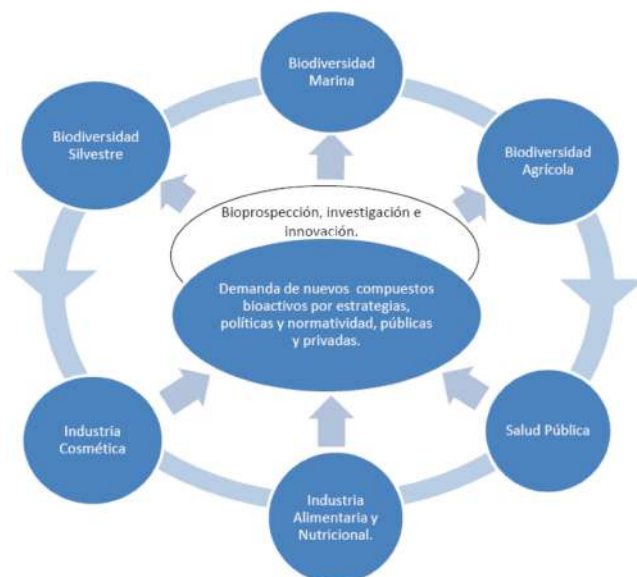 Biodiversidad
Marina
Biodiversidad
Silvestre
Biodiversidad
Agrícola
Bioprospección, investigación e
innovación.
Demanda de nuevos compuestos
bioactivos por estrategias,
políticas y normatividad, públicas
y privadas.
Industria
Cosmética
Salud Pública
Industria
Alimentaria y
Nutricional.